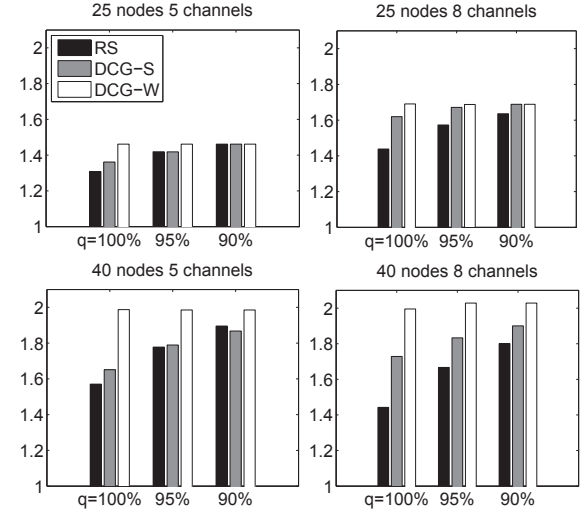 25 nodes 5 channels
25 nodes 8 channels
2
1.8
1.6
1.4
1.2
1
RS
DCG-S
DCG-W
q=100% 95% 90%
2
1.8
1.6
1.4
1.2
1
q=100% 95% 90%
40 nodes 5 channels
40 nodes 8 channels
2
1.8
1.6
1.4
1.2
1
q=100% 95% 90%
2
1.8
1.6
1.4
1.2
1
q=100% 95% 90%